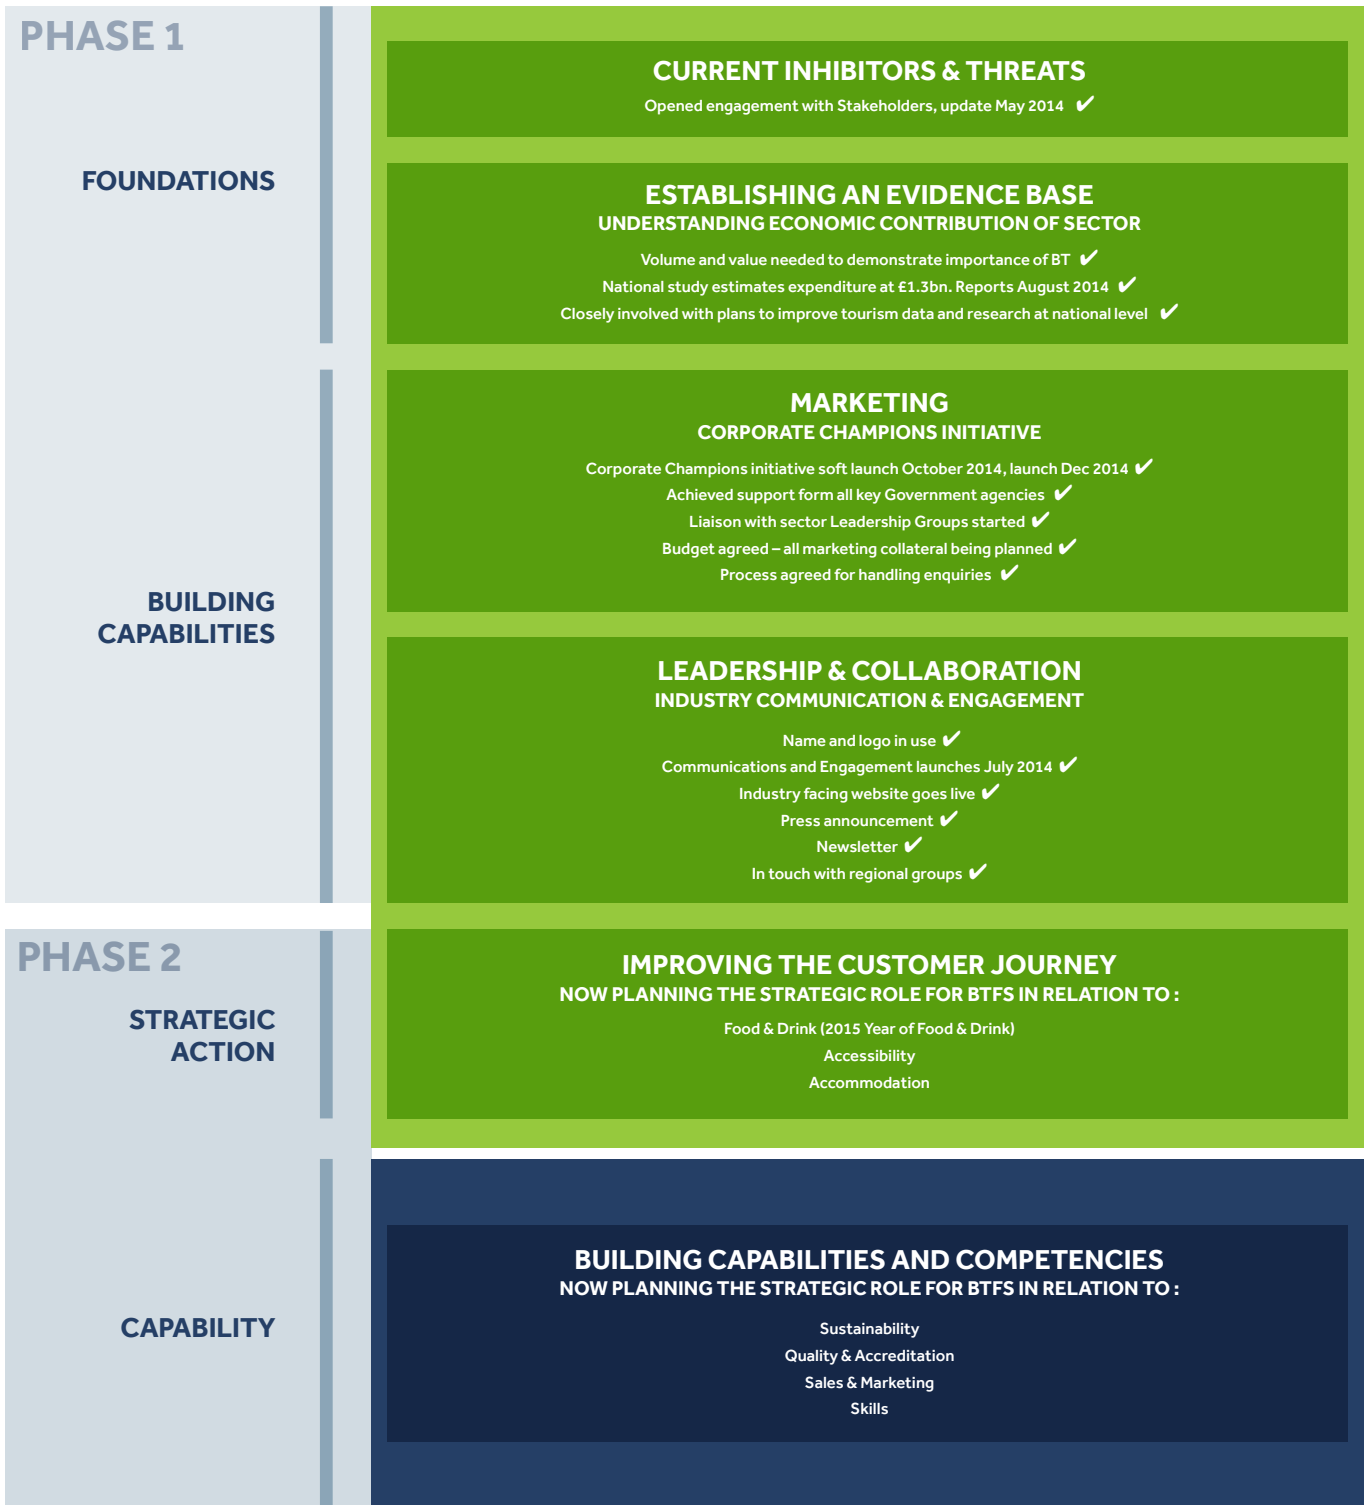 PHASE 1
FOUNDATIONS
CURRENT INHIBITORS & THREATS
Opened engagement with Stakeholders, update May 2014 ✔
ESTABLISHING AN EVIDENCE BASE
UNDERSTANDING ECONOMIC CONTRIBUTION OF SECTOR
Volume and value needed to demonstrate importance of BT ✔
National study estimates expenditure at £1.3bn. Reports August 2014 ✔
Closely involved with plans to improve tourism data and research at national level ✔
BUILDING
CAPABILITIES
MARKETING
CORPORATE CHAMPIONS INITIATIVE
Corporate Champions initiative soft launch October 2014, launch Dec 2014 ✔
Achieved support form all key Government agencies ✔
Liaison with sector Leadership Groups started ✔
Budget agreed – all marketing collateral being planned ✔
Process agreed for handling enquiries ✔
LEADERSHIP & COLLABORATION
INDUSTRY COMMUNICATION & ENGAGEMENT
Name and logo in use ✔
Communications and Engagement launches July 2014 ✔
Industry facing website goes live ✔
Press announcement ✔
Newsletter ✔
In touch with regional groups ✔
PHASE 2
STRATEGIC
ACTION
IMPROVING THE CUSTOMER JOURNEY
NOW PLANNING THE STRATEGIC ROLE FOR BTFS IN RELATION TO :
Food & Drink (2015 Year of Food & Drink)
Accessibility
Accommodation
CAPABILITY
BUILDING CAPABILITIES AND COMPETENCIES
NOW PLANNING THE STRATEGIC ROLE FOR BTFS IN RELATION TO :
Sustainability
Quality & Accreditation
Sales & Marketing
Skills